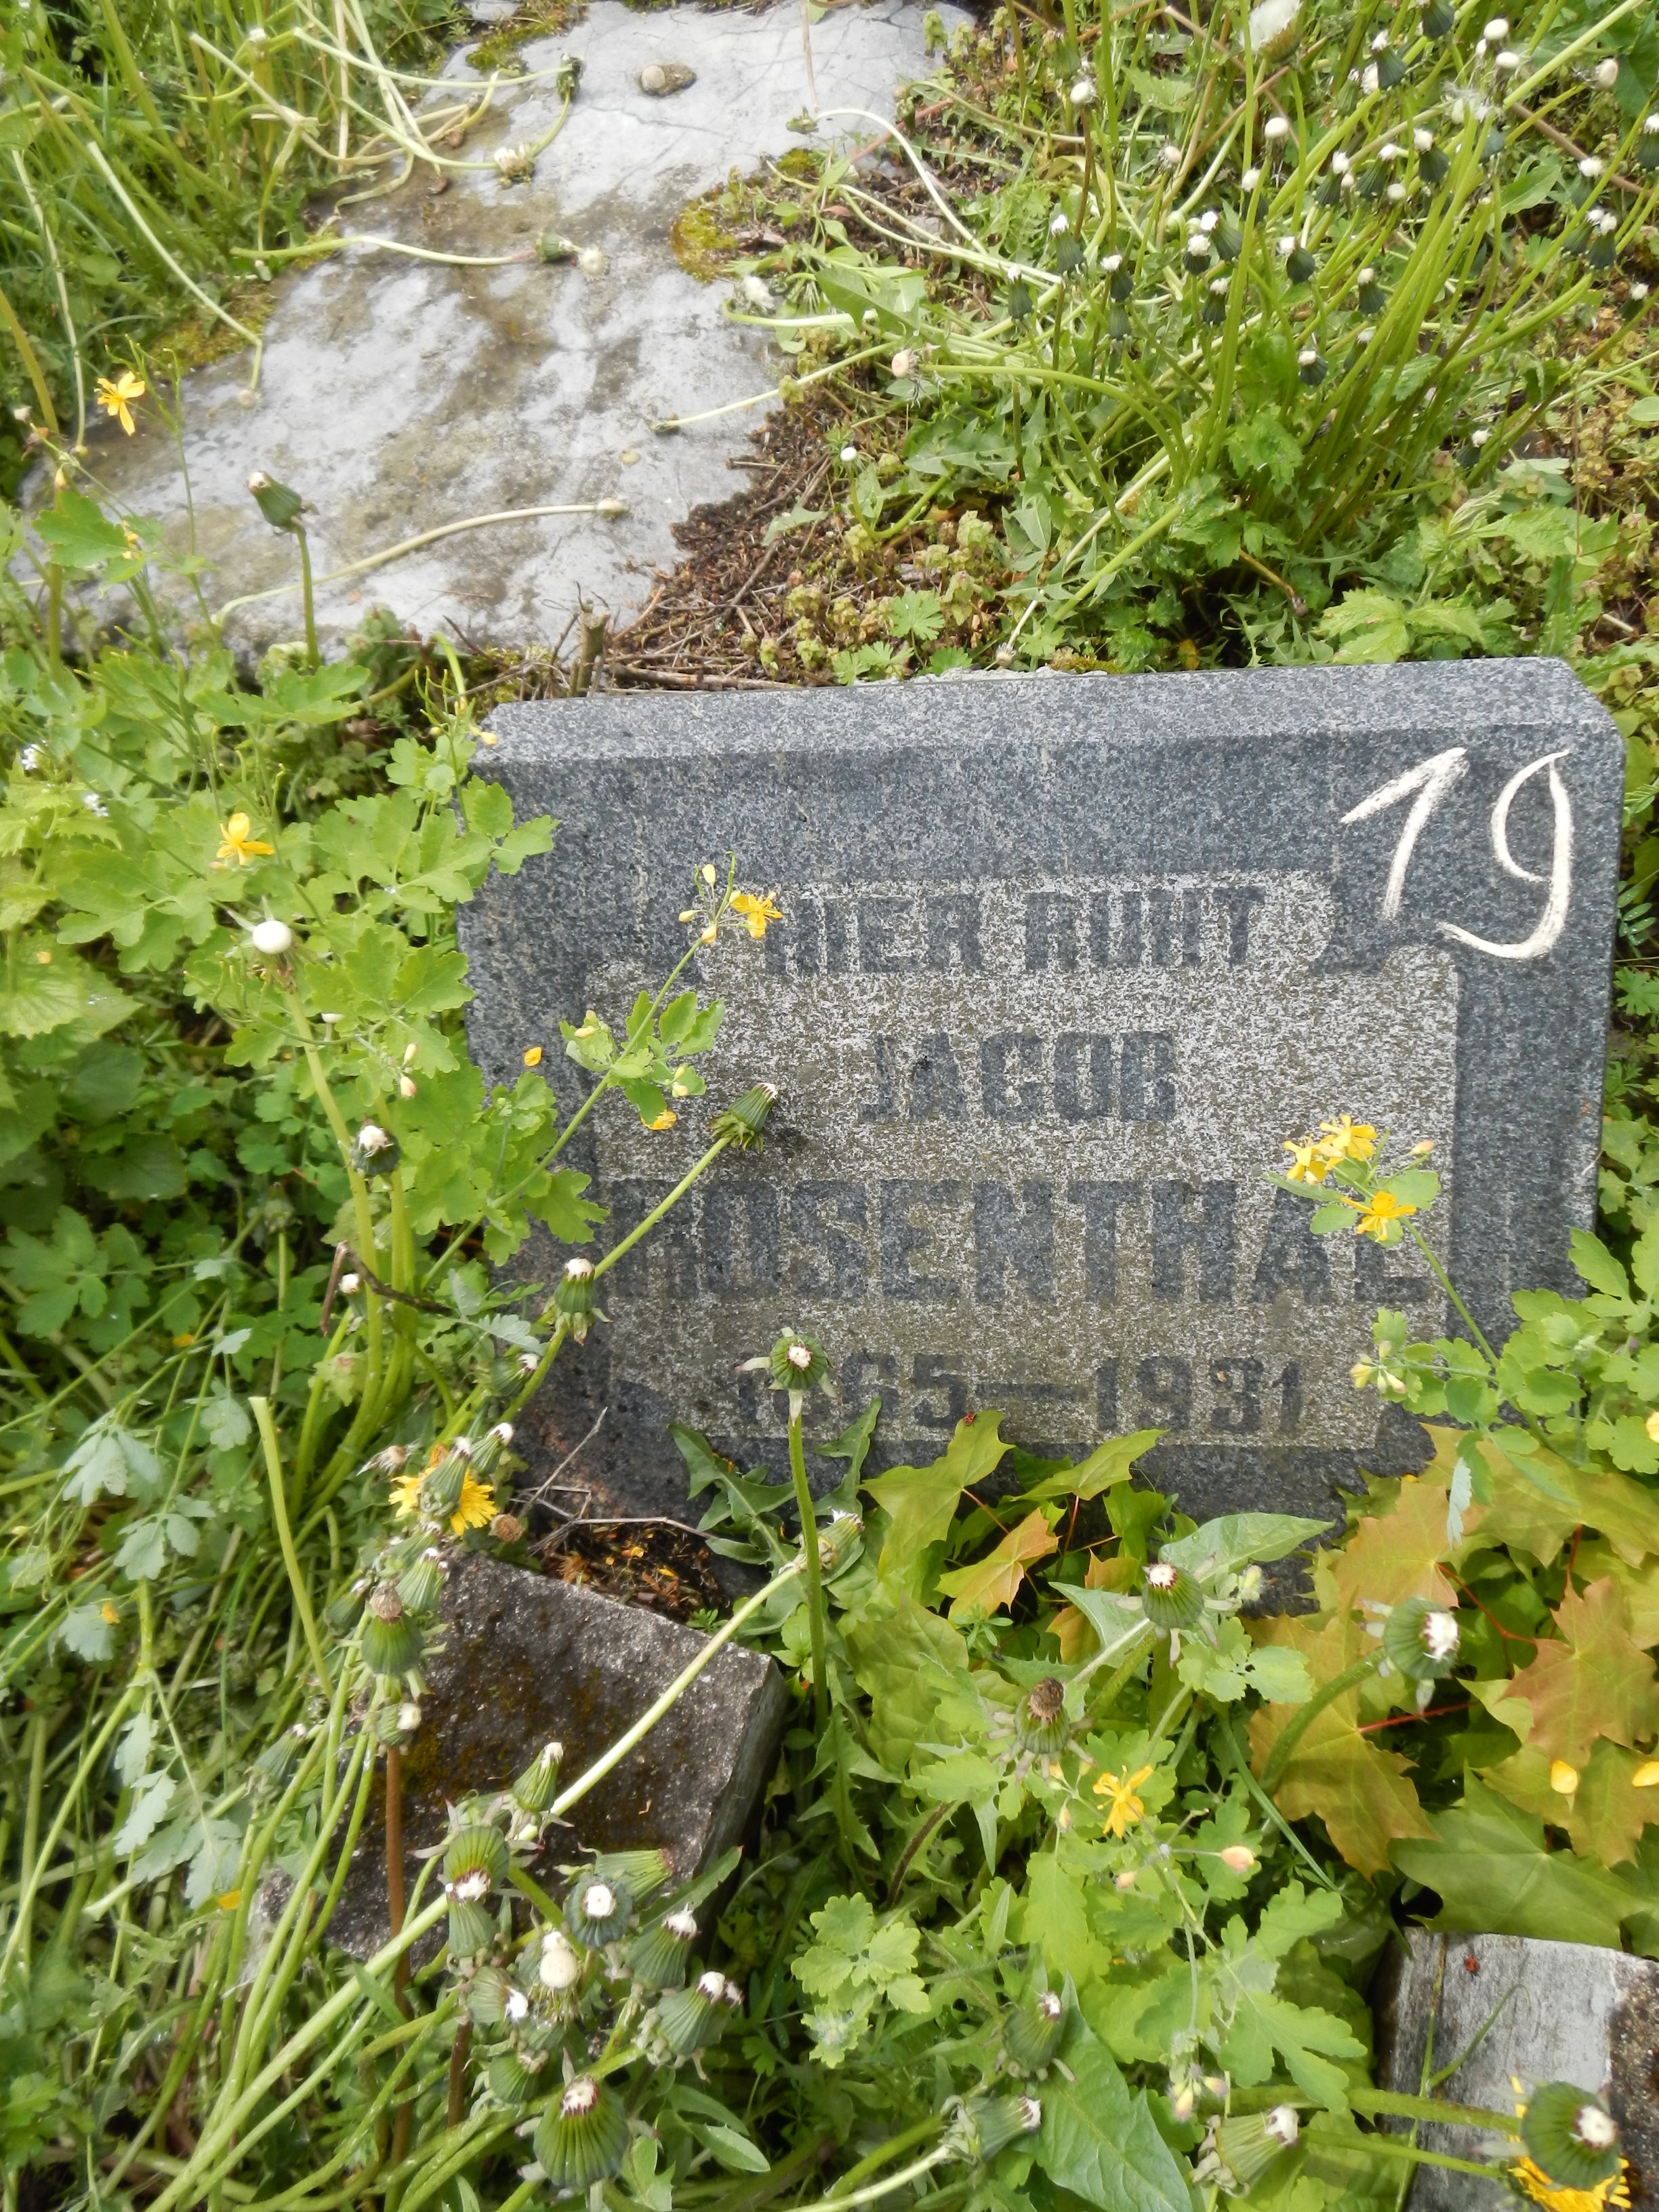 19
HIER RUHT
JACOB
ROSENTHAL
1865—1931